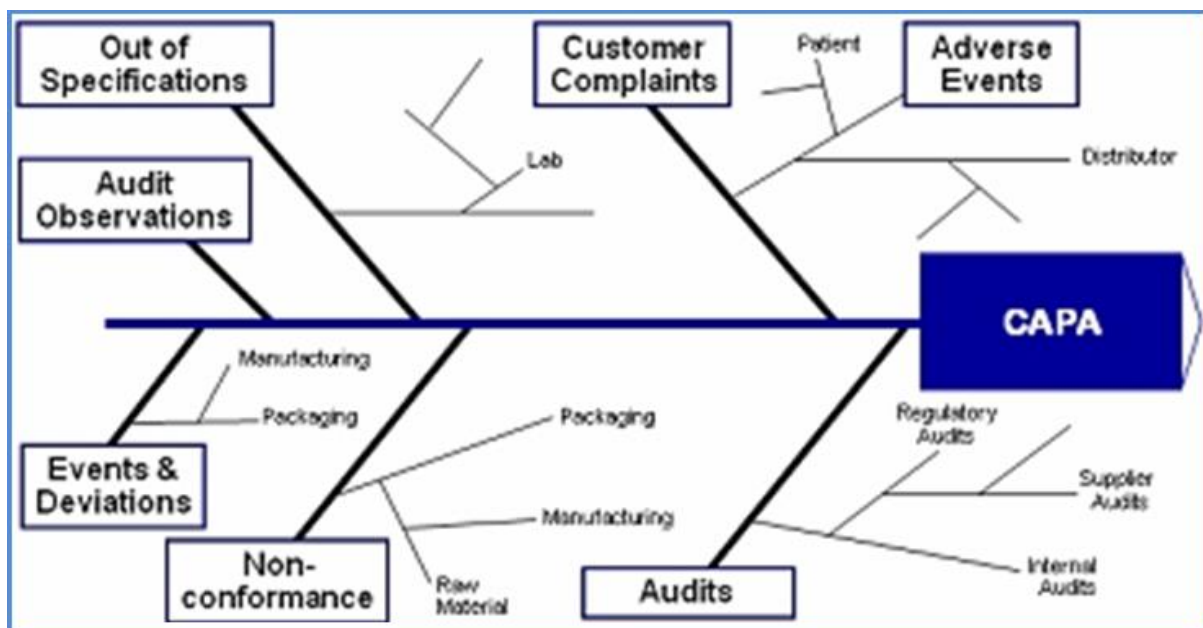 Out of
Specifications
Customer
Complaints
Patient
Adverse
Events
Lab
Distributor
Audit
Observations
CAPA
Manufacturing
Packaging
Events &
Deviations
Packaging
Manufacturing
Raw
Material
Non-
conformance
Regulatory
Audits
Supplier
Audits
Internal
Audits
Audits